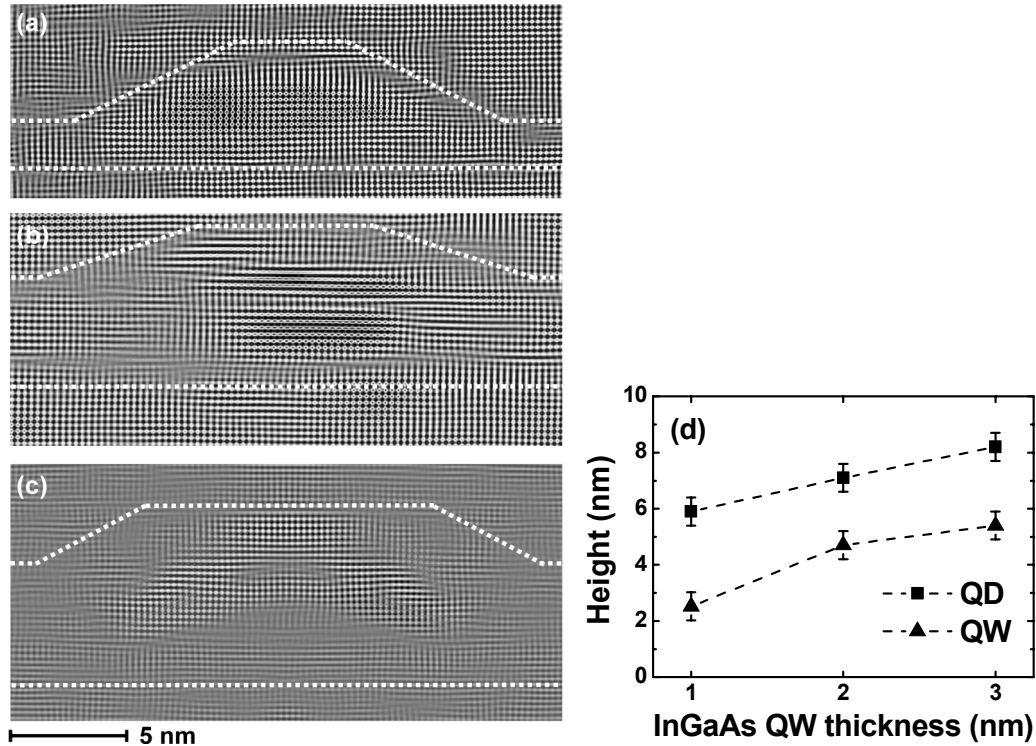 (a)
(b)
(c)
5 nm
(d)
10
8
6
4
2
0
Height (nm)
QD
QW
1 2 3
InGaAs QW thickness (nm)